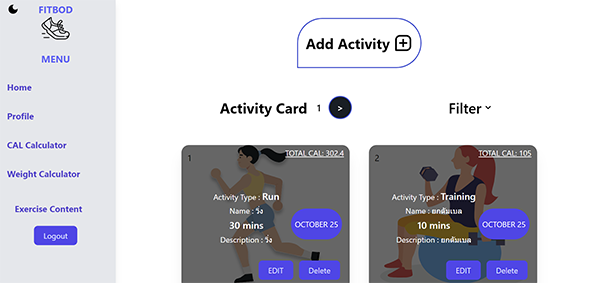 FITBOD
MENU
Home
Profile
CAL Calculator
Weight Calculator
Exercise Content
Logout
Add Activity
Activity Card 1 >
Filter
1
TOTAL CAL: 302.4
Activity Type : Run
Name : วิ่ง
30 mins
OCTOBER 25
Description : วิ่ง
EDIT Delete
2
TOTAL CAL: 105
Activity Type : Training
Name : ยกดัมเบล
10 mins
OCTOBER 25
Description : ยกดัมเบล
EDIT Delete